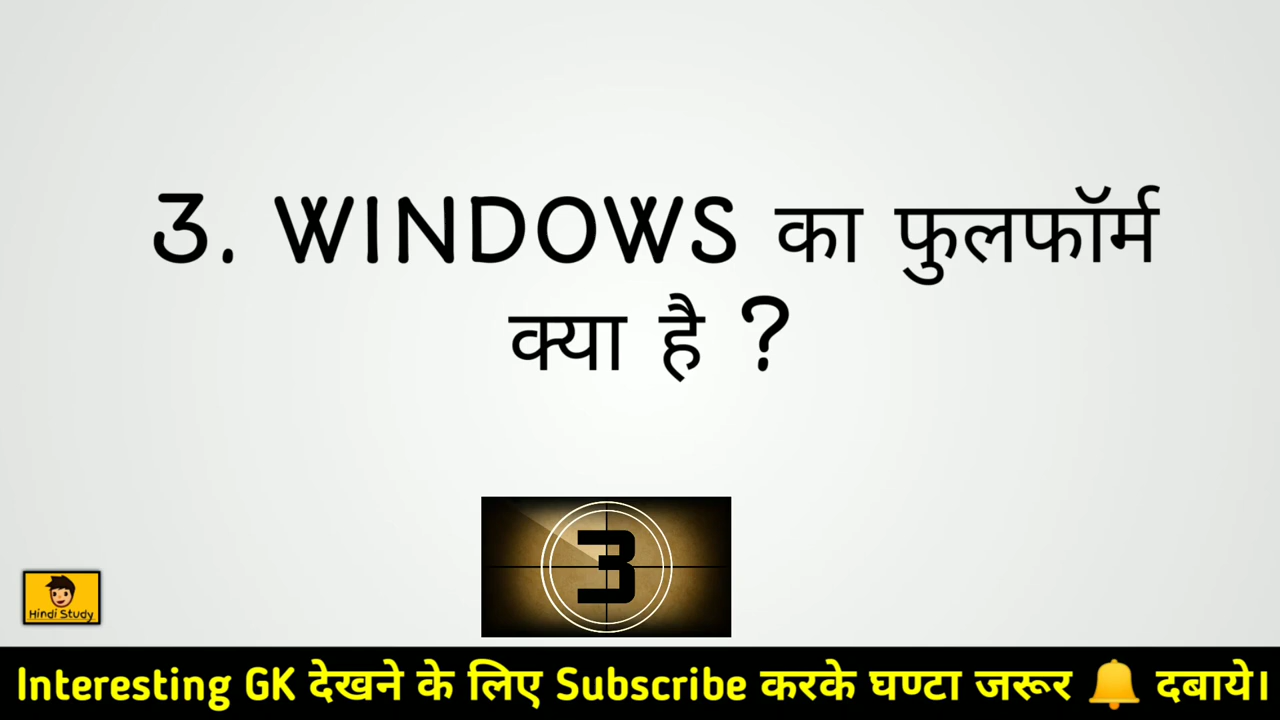 3. WINDOWS का फुलफॉर्म
क्या है ?
3
Hindi Study
Interesting GK देखने के लिए Subscribe करके घण्टा जरूर 🔔 दबाये।